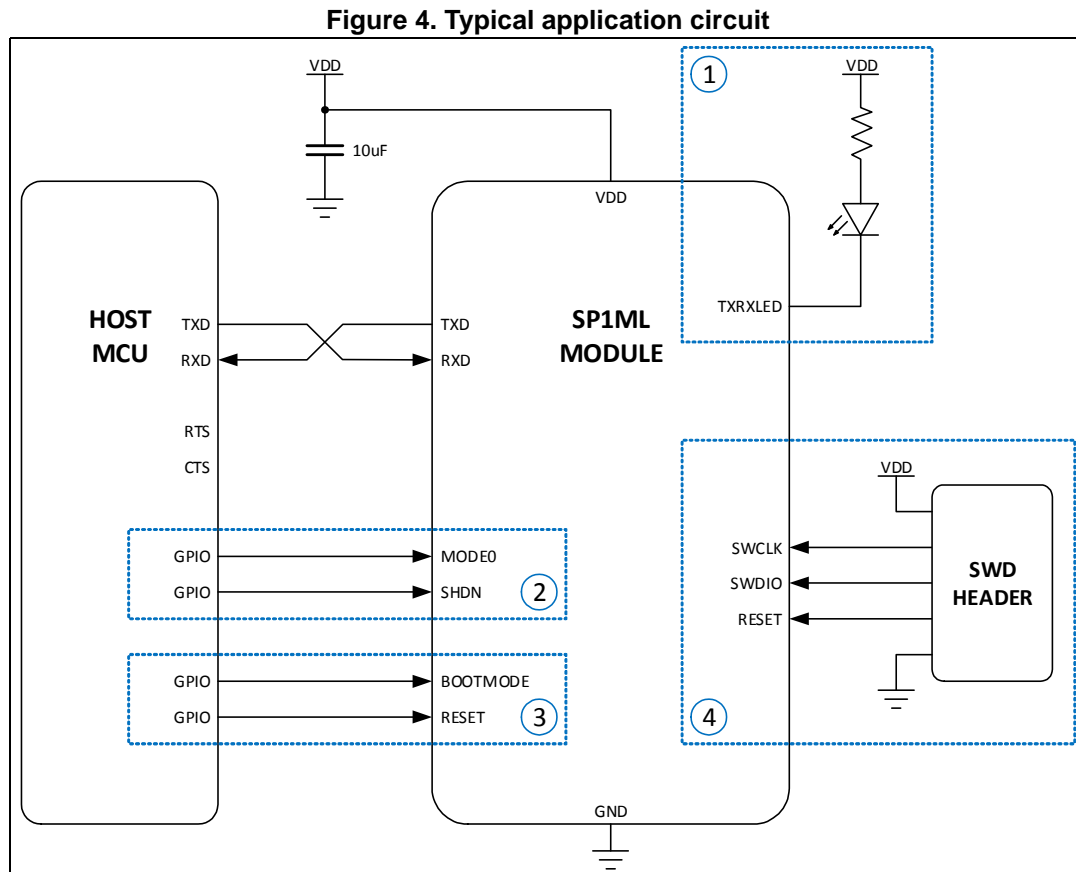 Figure 4. Typical application circuit
VDD
10uF
1
VDD
VDD
TXRXLED
HOST
MCU
TXD
RXD
RTS
CTS
GPIO
GPIO
GPIO
GPIO
TXD
RXD
SP1ML
MODULE
MODE0
SHDN
2
BOOTMODE
RESET
3
VDD
SWCLK
SWDIO
RESET
SWD
HEADER
4
GND